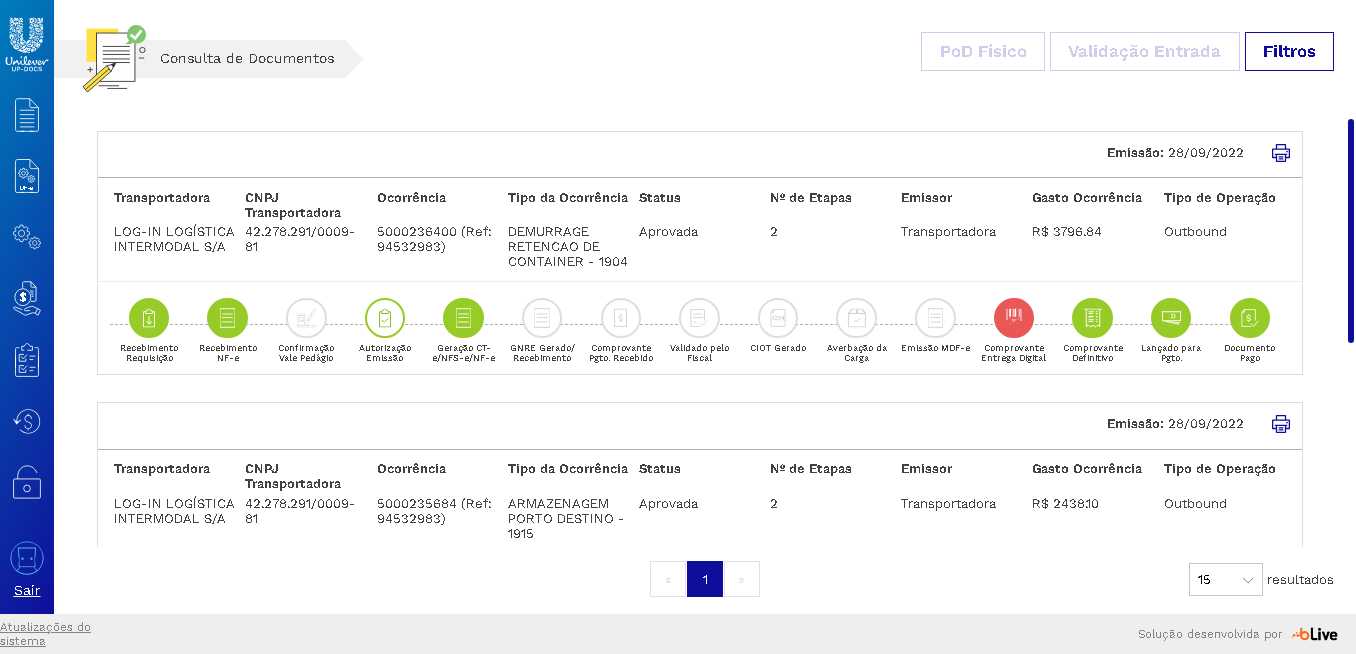 Unilever
UP-DOCS
Consulta de Documentos
PoD Físico
Validação Entrada
Filtros
Emissão: 28/09/2022
Transportadora CNPJ Transportadora Ocorrência Tipo da Ocorrência Status Nº de Etapas Emissor Gasto Ocorrência Tipo de Operação
LOG-IN LOGÍSTICA 42.278.291/0009- 5000236400 (Ref: DEMURRAGE Aprovada 2 Transportadora R$ 3796.84 Outbound
INTERMODAL S/A 81 94532983) RETENCAO DE
CONTAINER - 1904
Recebimento Requisição
Recebimento NF-e
Confirmação Vale Pedágio
Autorização Emissão
Geração CT-e/NFS-e/NF-e
GNRE Gerado/ Recebimento
Comprovante Pgto. Recebido
Validado pelo Fiscal
CIOT Gerado
Averbação da Carga
Emissão MDF-e
Comprovante Entrega Digital
Comprovante Definitivo
Lançado para Pgto.
Documento Pago
Emissão: 28/09/2022
Transportadora CNPJ Transportadora Ocorrência Tipo da Ocorrência Status Nº de Etapas Emissor Gasto Ocorrência Tipo de Operação
LOG-IN LOGÍSTICA 42.278.291/0009- 5000235684 (Ref: ARMAZENAGEM Aprovada 2 Transportadora R$ 2438.10 Outbound
INTERMODAL S/A 81 94532983) PORTO DESTINO -
1915
« 1 »
15 resultados
Sair
Atualizações do
sistema
Solução desenvolvida por bLive